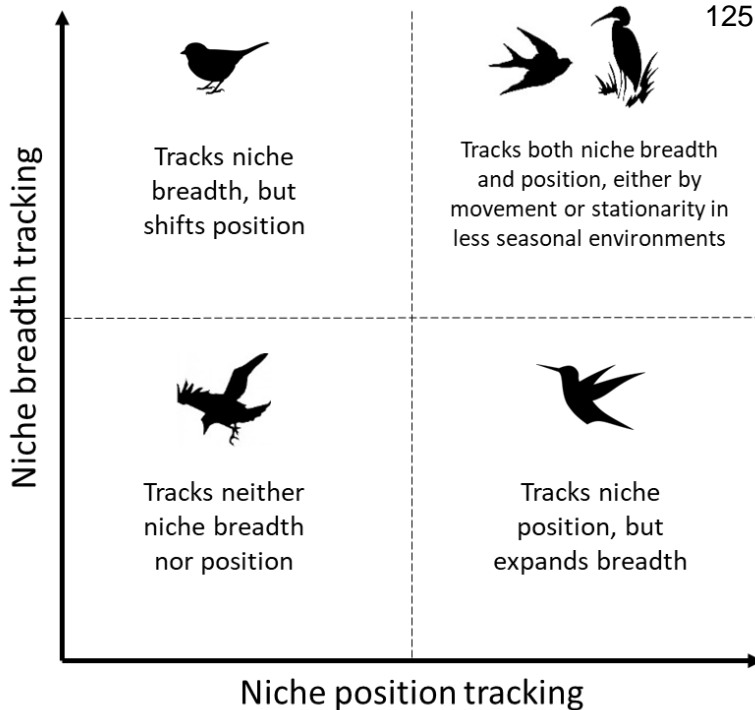 125
Tracks niche
breadth, but
shifts position
Tracks both niche breadth
and position, either by
movement or stationarity in
less seasonal environments
Niche breadth tracking
Tracks neither
niche breadth
nor position
Tracks niche
position, but
expands breadth
Niche position tracking